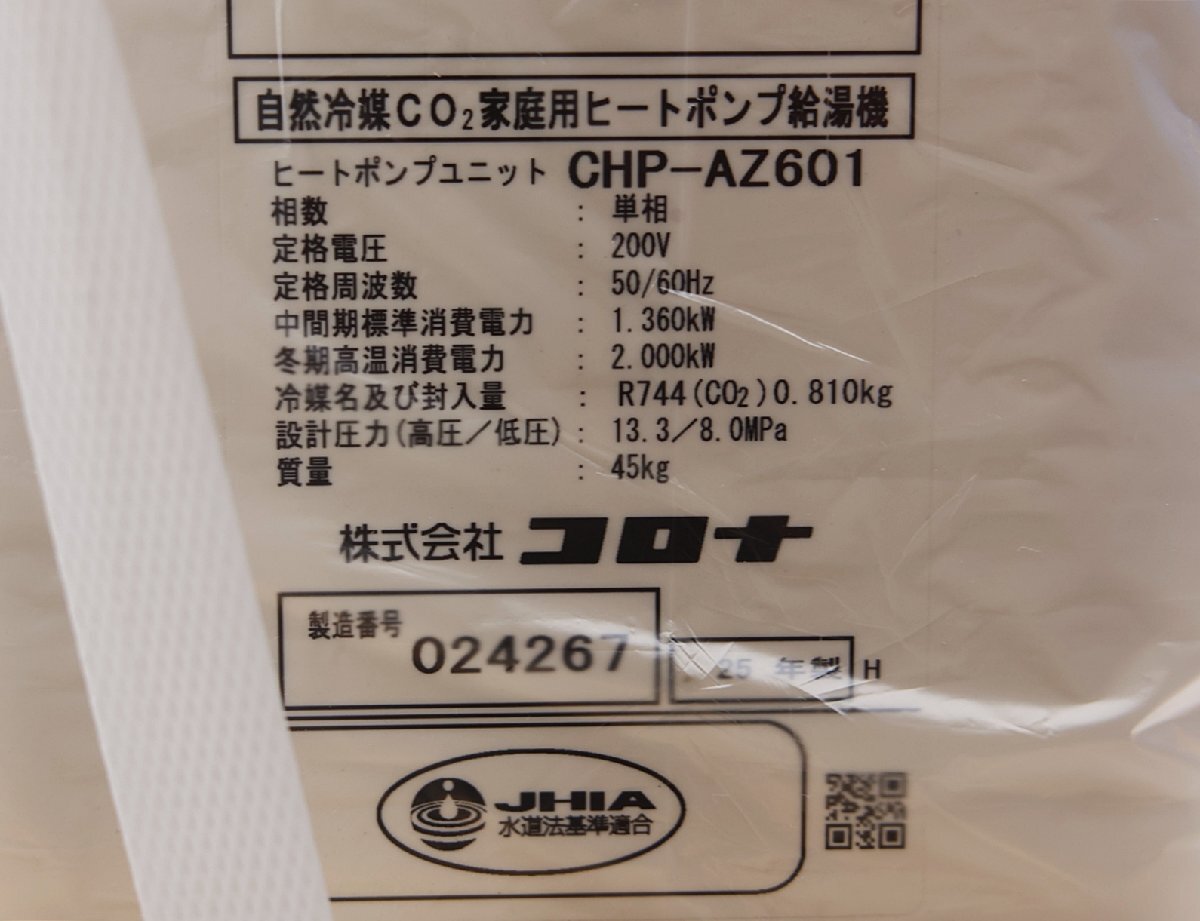 自然冷媒CO₂家庭用ヒートポンプ給湯機
ヒートポンプユニット CHP-AZ601
相数 : 単相
定格電圧 : 200V
定格周波数 : 50/60Hz
中間期標準消費電力 : 1.360kW
冬期高温消費電力 : 2.000kW
冷媒名及び封入量 : R744(CO2)0.810kg
設計圧力(高圧／低圧) : 13.3／8.0MPa
質量 : 45kg
株式会社 コロナ
製造番号 024267
25 年製 H
JHIA
水道法基準適合